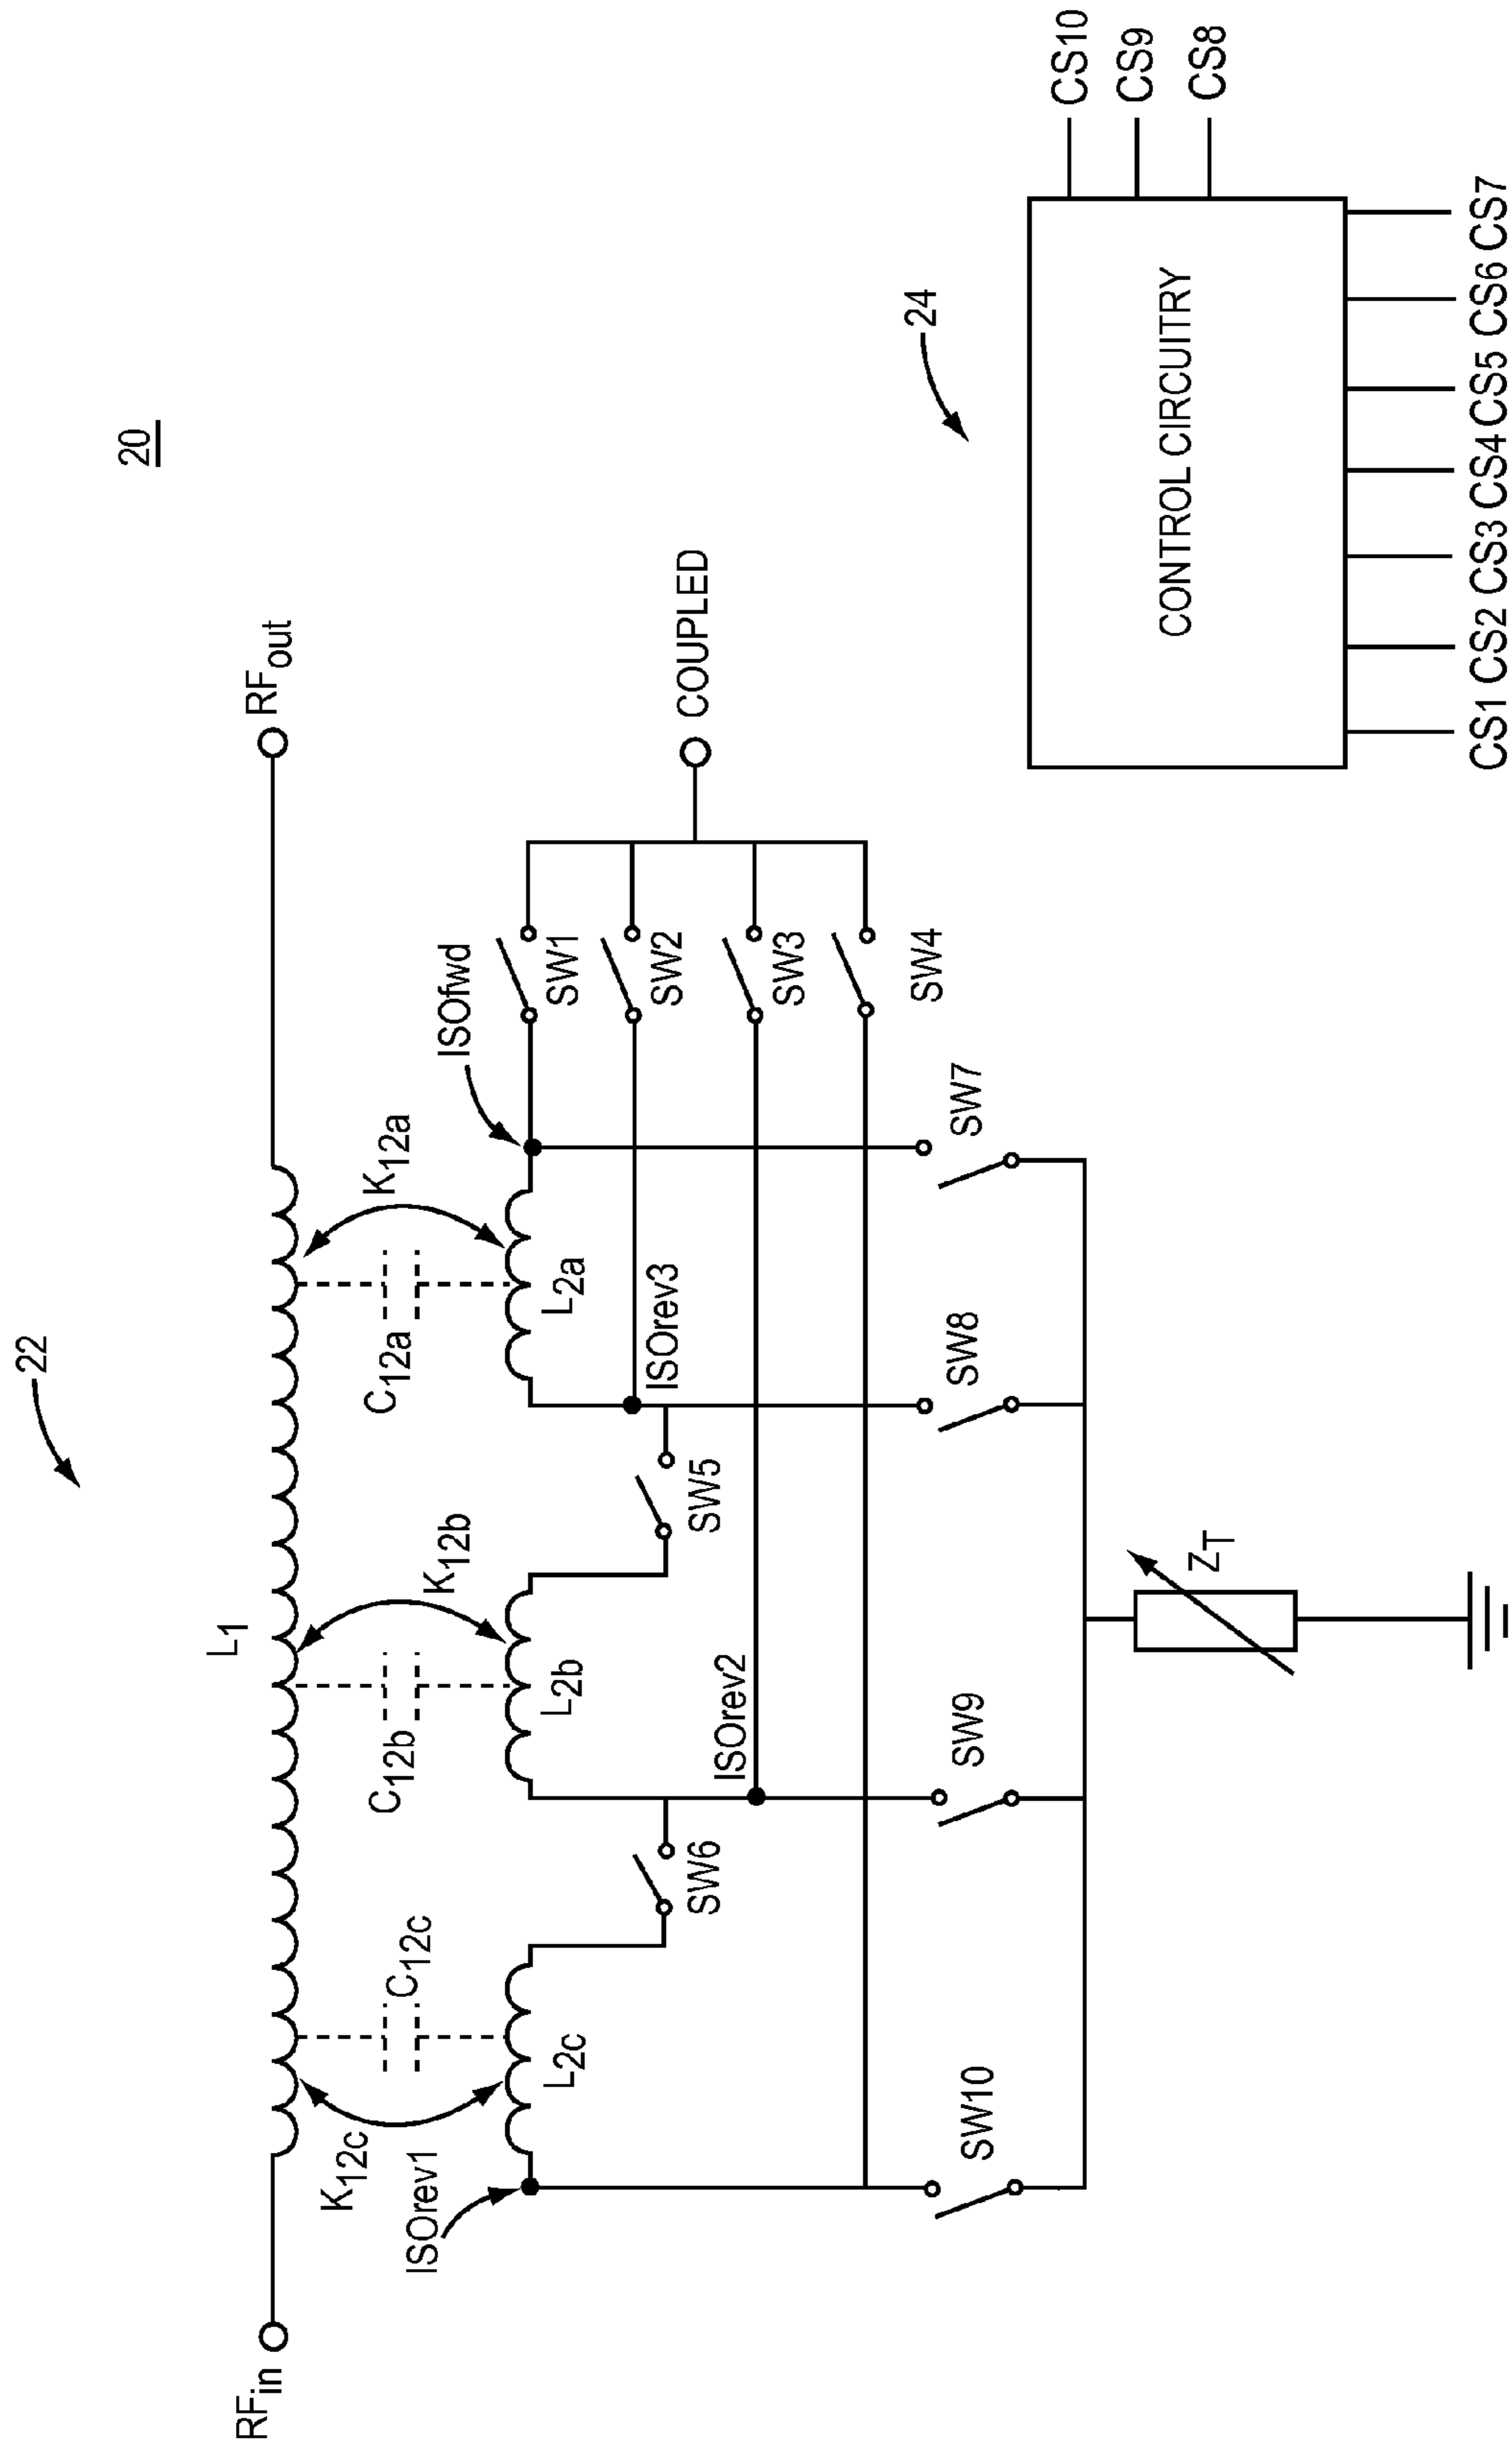 20
22
RFin
L1
RFout
K12c
C12c
C12b
K12b
C12a
K12a
ISOrev1
L2c
L2b
L2a
ISOfwd
SW1
SW2
SW3
SW4
COUPLED
ISOrev3
ISOrev2
SW6
SW5
SW10
SW9
SW8
SW7
ZT
24
CONTROL CIRCUITRY
CS10
CS9
CS8
CS1 CS2 CS3 CS4 CS5 CS6 CS7